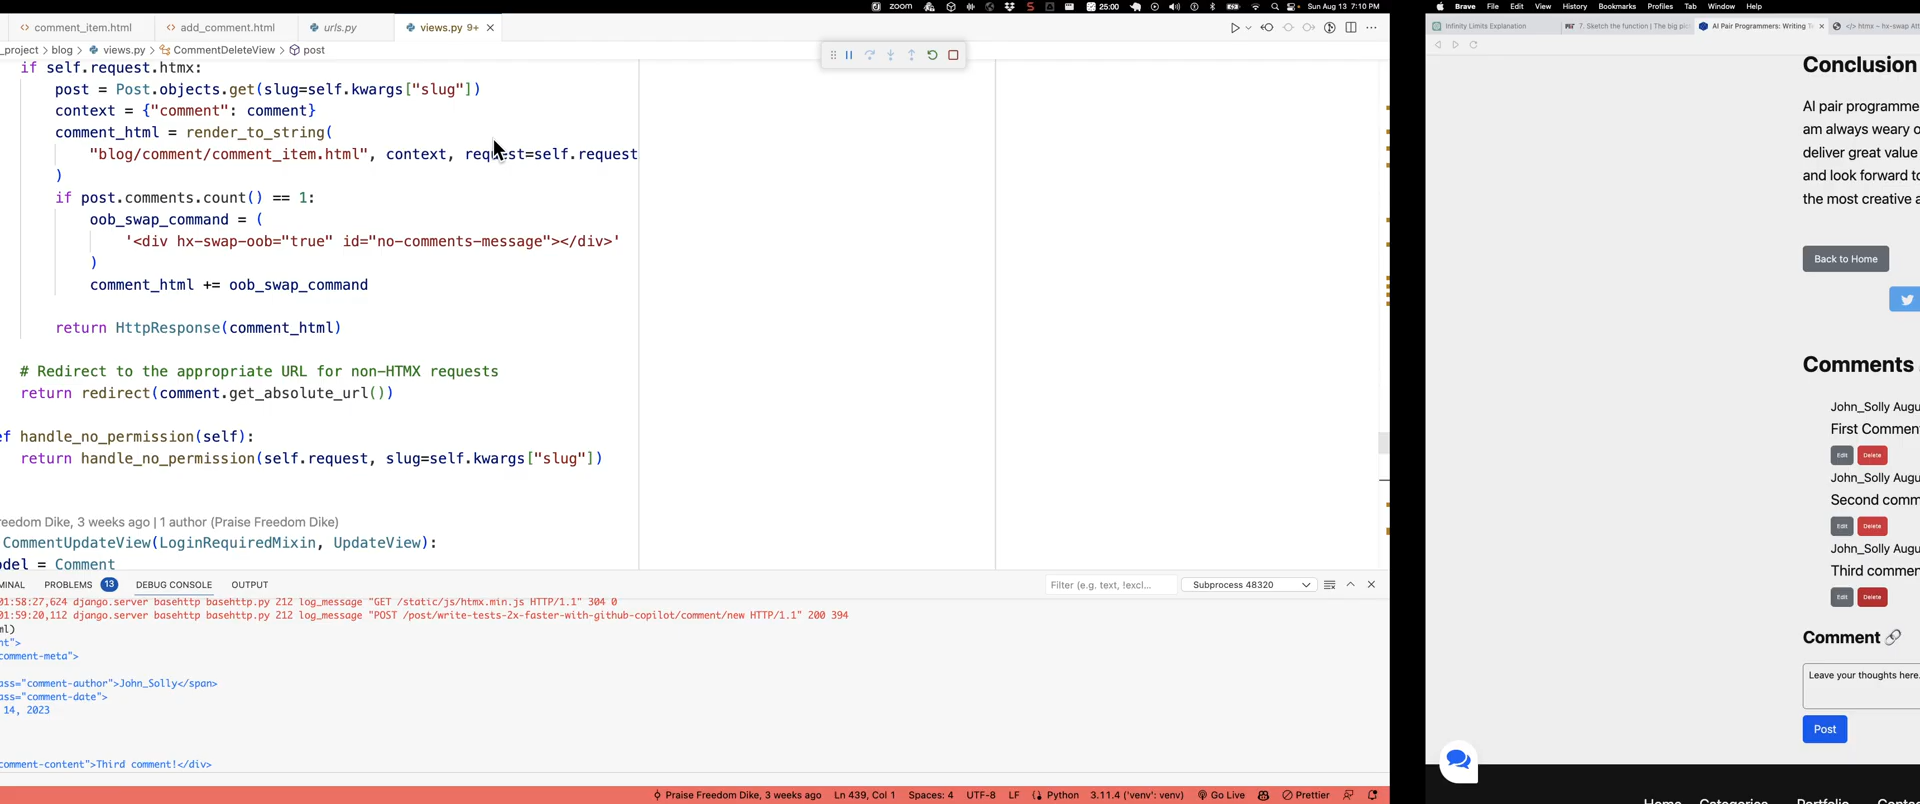 zoom 25:00 Sun Aug 13 7:10 PM
comment_item.html add_comment.html urls.py views.py 9+
_project > blog > views.py > CommentDeleteView > post
if self.request.htmx:
post = Post.objects.get(slug=self.kwargs["slug"])
context = {"comment": comment}
comment_html = render_to_string(
"blog/comment/comment_item.html", context, request=self.request
)
if post.comments.count() == 1:
oob_swap_command = (
'<div hx-swap-oob="true" id="no-comments-message"></div>'
)
comment_html += oob_swap_command
return HttpResponse(comment_html)
# Redirect to the appropriate URL for non-HTMX requests
return redirect(comment.get_absolute_url())
ef handle_no_permission(self):
return handle_no_permission(self.request, slug=self.kwargs["slug"])
reedom Dike, 3 weeks ago | 1 author (Praise Freedom Dike)
CommentUpdateView(LoginRequiredMixin, UpdateView):
odel = Comment
MINAL PROBLEMS 13 DEBUG CONSOLE OUTPUT Filter (e.g. text, !excl... Subprocess 48320
01:58:27,624 django.server basehttp basehttp.py 212 log_message "GET /static/js/htmx.min.js HTTP/1.1" 304 0
01:59:20,112 django.server basehttp basehttp.py 212 log_message "POST /post/write-tests-2x-faster-with-github-copilot/comment/new HTTP/1.1" 200 394
ml)
nt">
comment-meta">
ass="comment-author">John_Solly</span>
ass="comment-date">
14, 2023
comment-content">Third comment!</div>
Praise Freedom Dike, 3 weeks ago Ln 439, Col 1 Spaces: 4 UTF-8 LF Python 3.11.4 ('venv': venv) Go Live Prettier
Brave File Edit View History Bookmarks Profiles Tab Window Help
Infinity Limits Explanation 7. Sketch the function | The big pi AI Pair Programmers: Writing T </> htmx ~ hx-swap Att
Conclusion
AI pair programme
am always weary o
deliver great value
and look forward to
the most creative a
Back to Home
Comments
John_Solly Augu
First Commen
Edit Delete
John_Solly Augu
Second comm
Edit Delete
John_Solly Augu
Third commen
Edit Delete
Comment
Leave your thoughts here.
Post
Home Categories Portfolio Conta